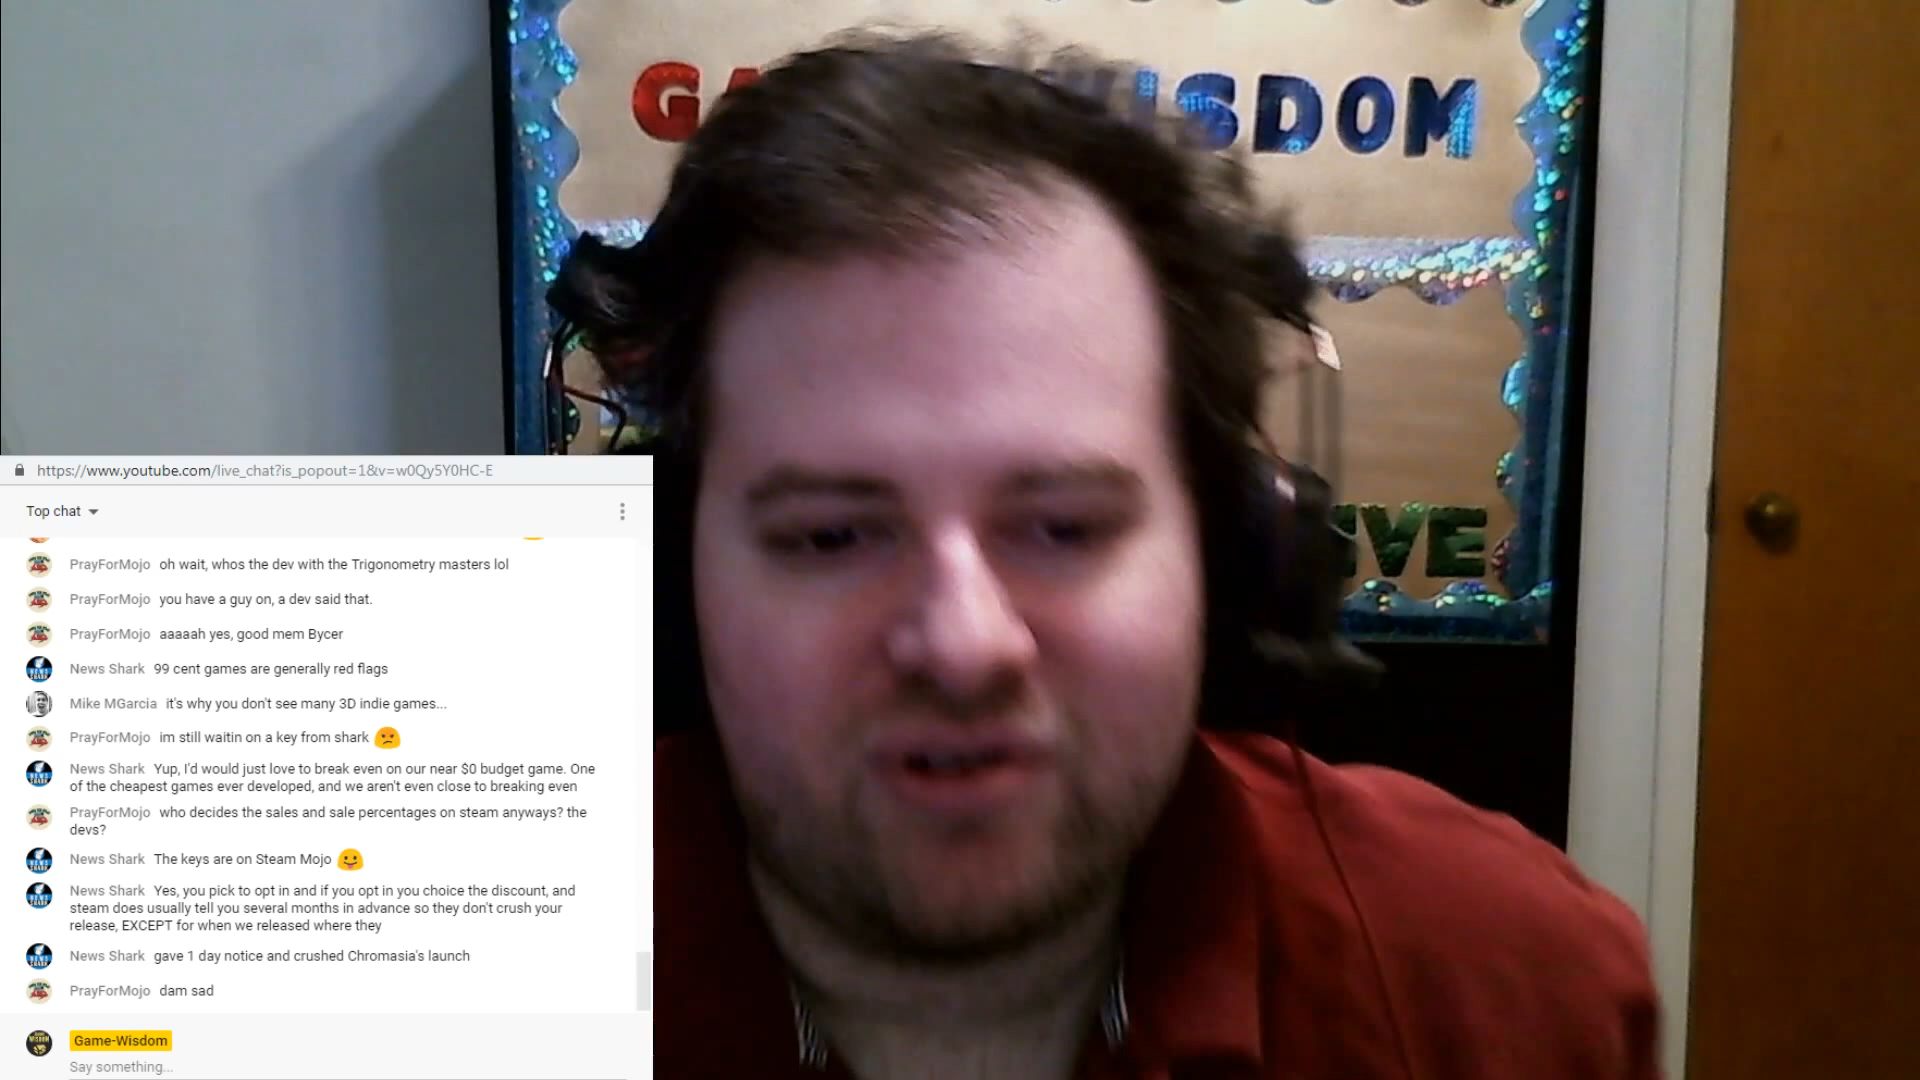 GA WISDOM
IVE
https://www.youtube.com/live_chat?is_popout=1&v=w0Qy5Y0HC-E
Top chat
PrayForMojo oh wait, whos the dev with the Trigonometry masters lol
PrayForMojo you have a guy on, a dev said that.
PrayForMojo aaaaah yes, good mem Bycer
News Shark 99 cent games are generally red flags
Mike MGarcia it's why you don't see many 3D indie games...
PrayForMojo im still waitin on a key from shark
News Shark Yup, I'd would just love to break even on our near $0 budget game. One
of the cheapest games ever developed, and we aren't even close to breaking even
PrayForMojo who decides the sales and sale percentages on steam anyways? the
devs?
News Shark The keys are on Steam Mojo
News Shark Yes, you pick to opt in and if you opt in you choice the discount, and
steam does usually tell you several months in advance so they don't crush your
release, EXCEPT for when we released where they
News Shark gave 1 day notice and crushed Chromasia's launch
PrayForMojo dam sad
Game-Wisdom
Say something...